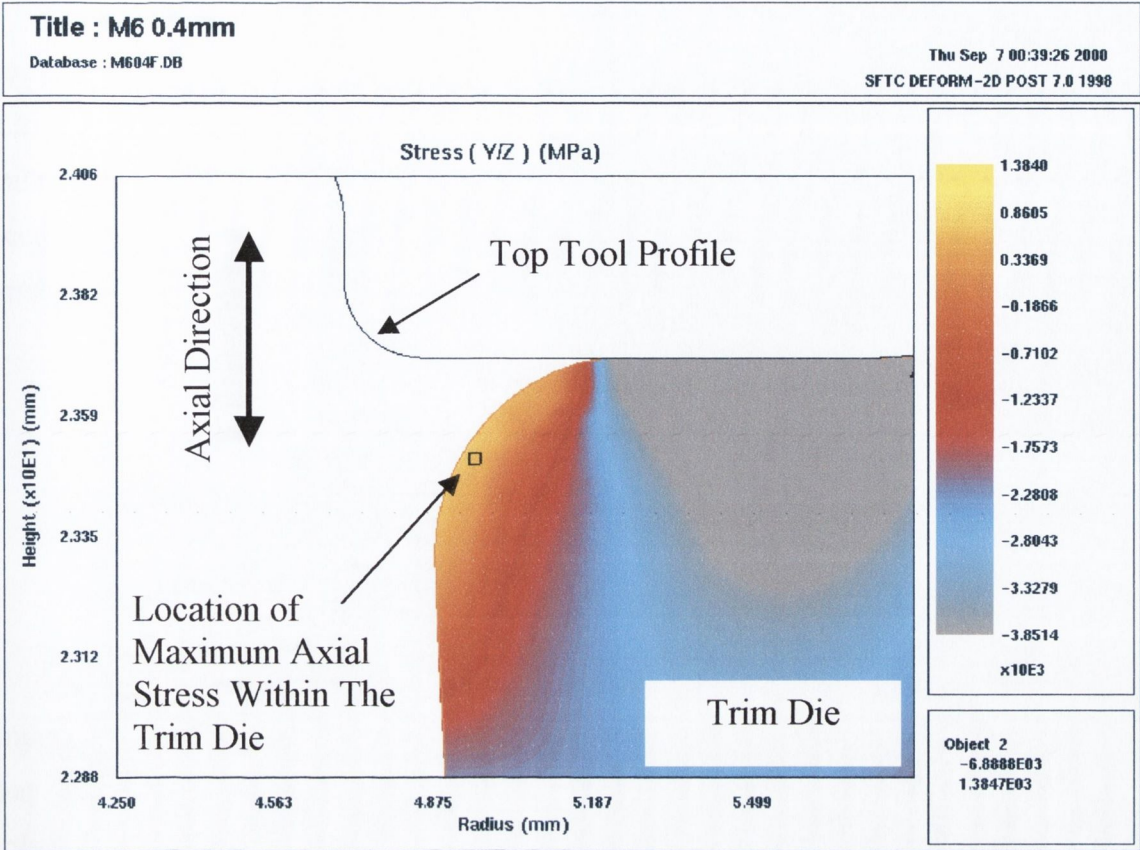 Title : M6 0.4mm
Database : M604F.DB
Thu Sep 7 00:39:26 2000
SFTC DEFORM-2D POST 7.0 1998
Stress ( Y/Z ) (MPa)
2.406
2.382
2.359
2.335
2.312
2.288
Height (x10E1) (mm)
4.250
4.563
4.875
5.187
5.499
Radius (mm)
Axial Direction
Top Tool Profile
Location of
Maximum Axial
Stress Within The
Trim Die
Trim Die
1.3840
0.8605
0.3369
-0.1866
-0.7102
-1.2337
-1.7573
-2.2808
-2.8043
-3.3279
-3.8514
x10E3
Object 2
-6.8888E03
1.3847E03